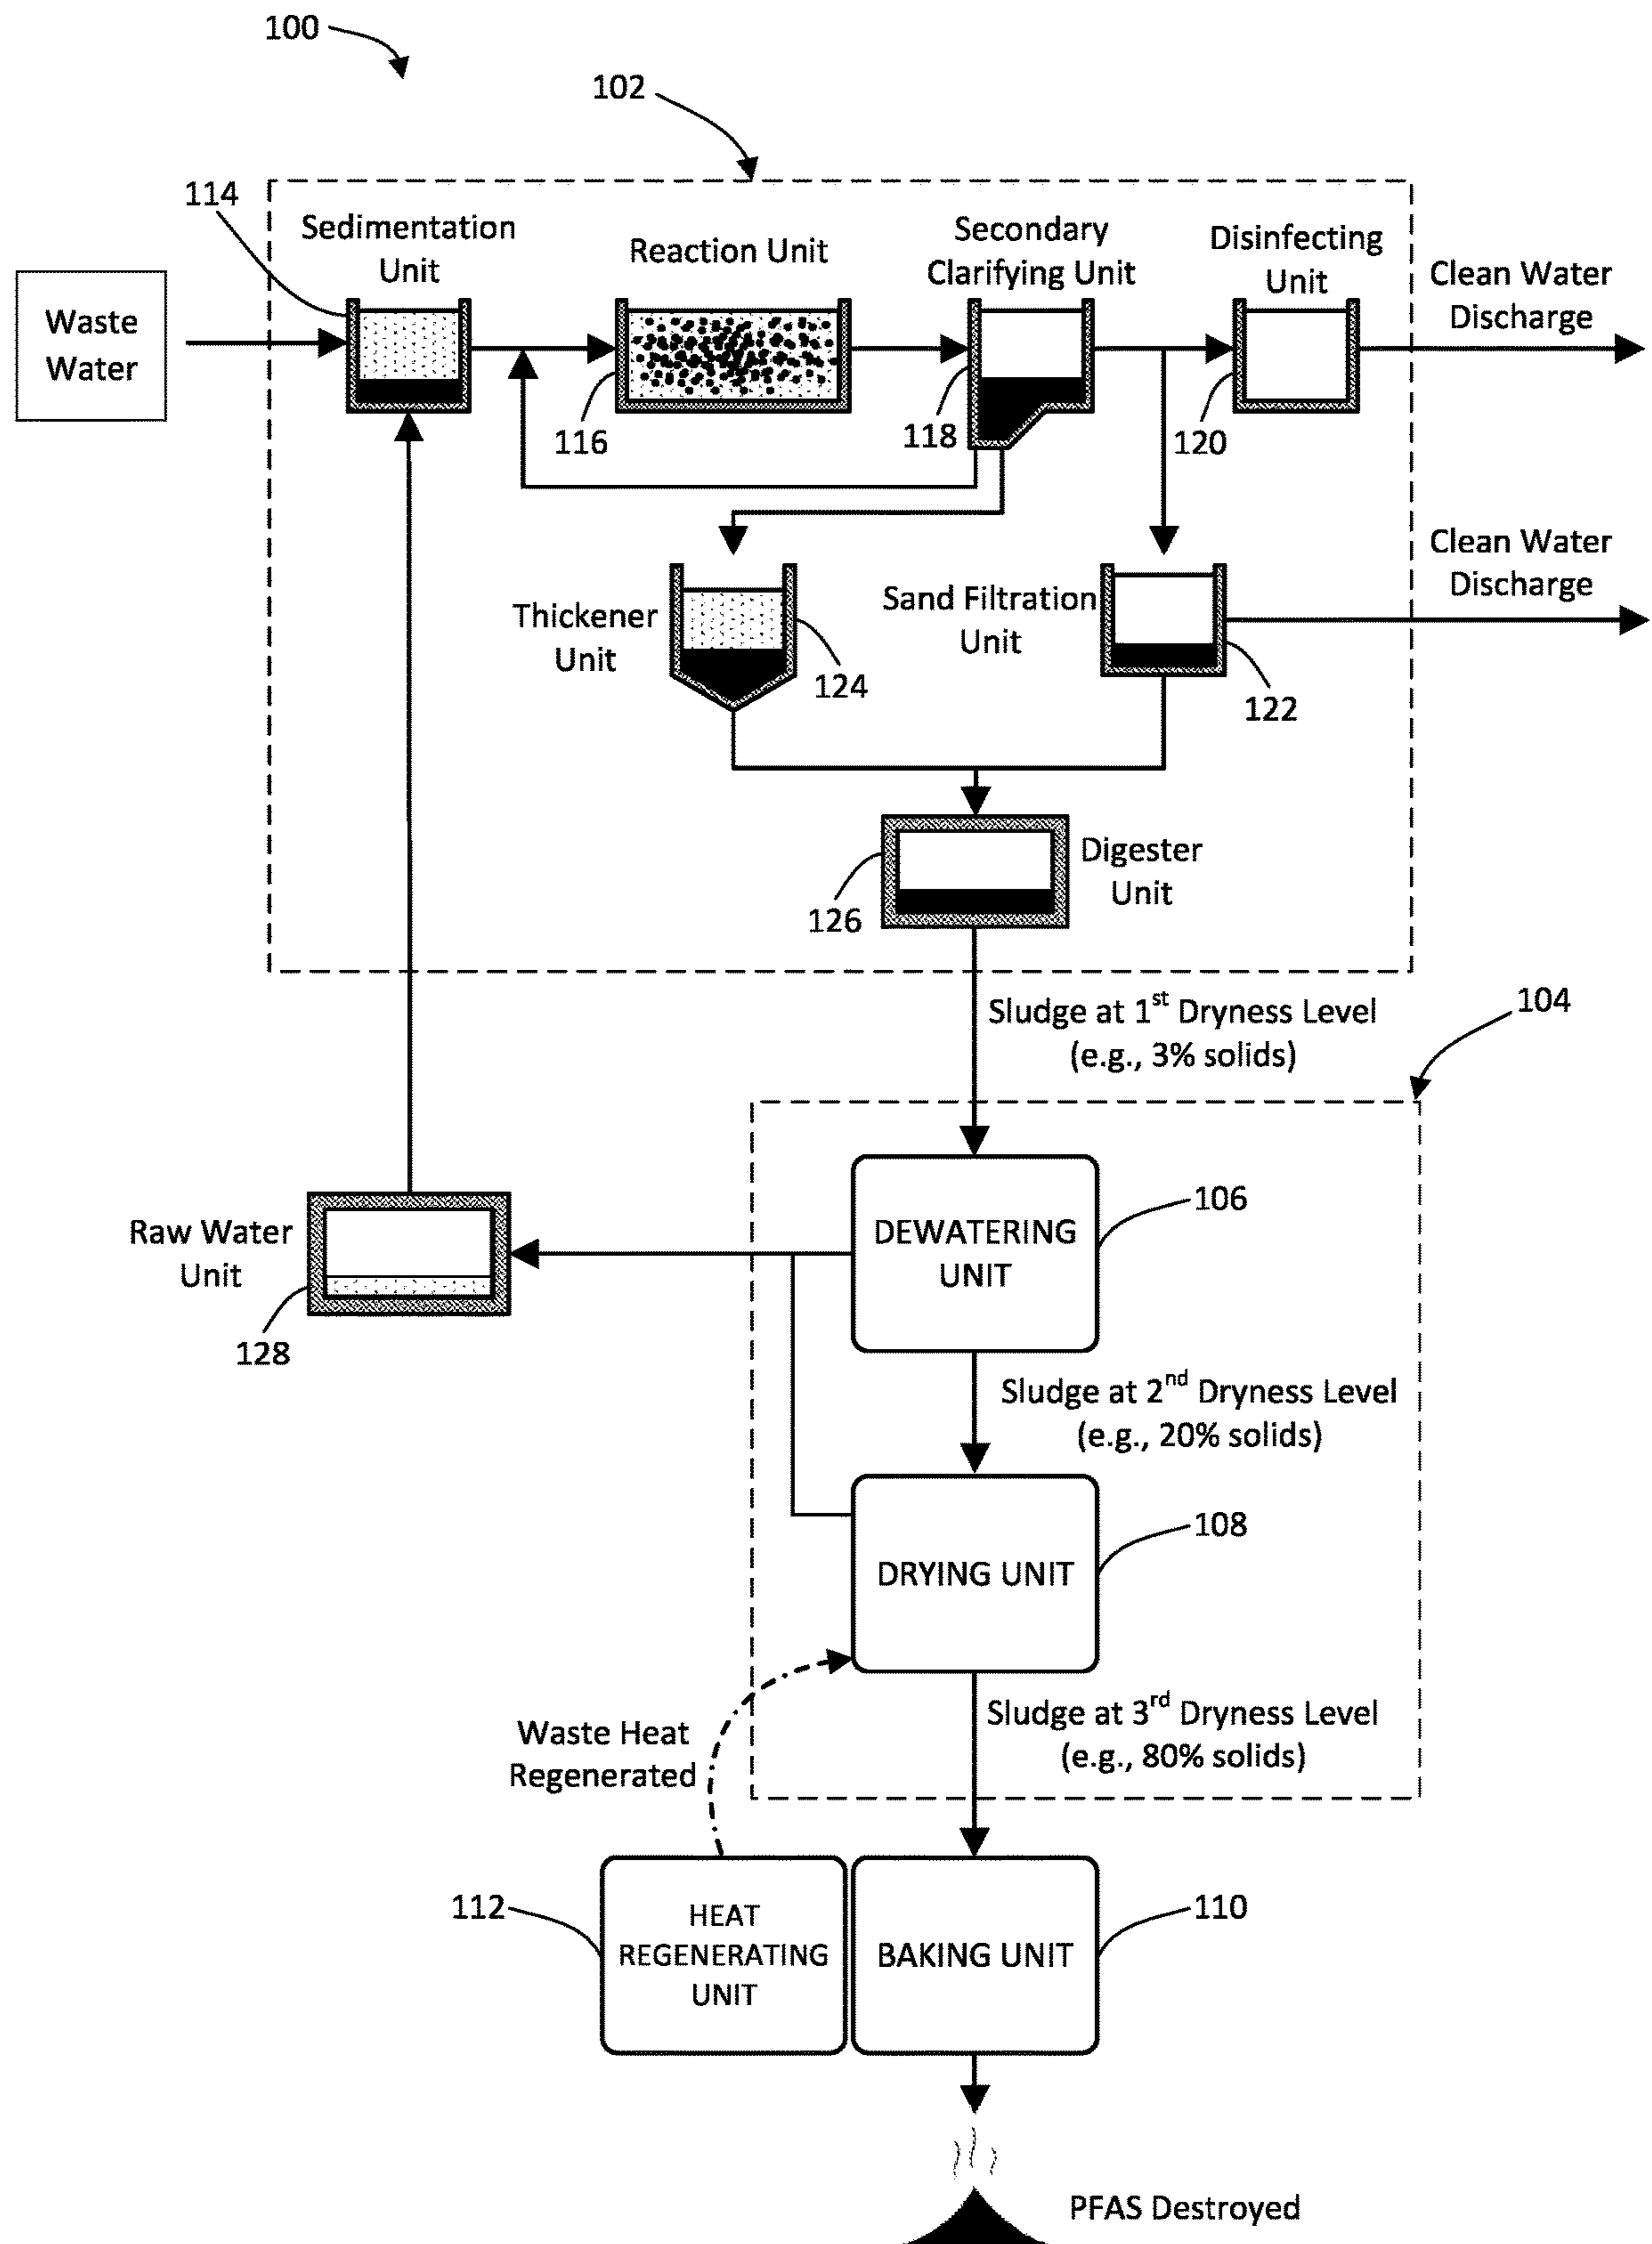 100
102
114
Sedimentation
Unit
Reaction Unit
Secondary
Clarifying Unit
Disinfecting
Unit
Clean Water
Discharge
Waste
Water
116
118
120
Clean Water
Discharge
Thickener
Unit
124
Sand Filtration
Unit
122
Digester
Unit
126
Sludge at 1st Dryness Level
(e.g., 3% solids)
104
DEWATERING
UNIT
106
Raw Water
Unit
128
Sludge at 2nd Dryness Level
(e.g., 20% solids)
DRYING UNIT
108
Sludge at 3rd Dryness Level
(e.g., 80% solids)
Waste Heat
Regenerated
112
HEAT
REGENERATING
UNIT
BAKING UNIT
110
PFAS Destroyed